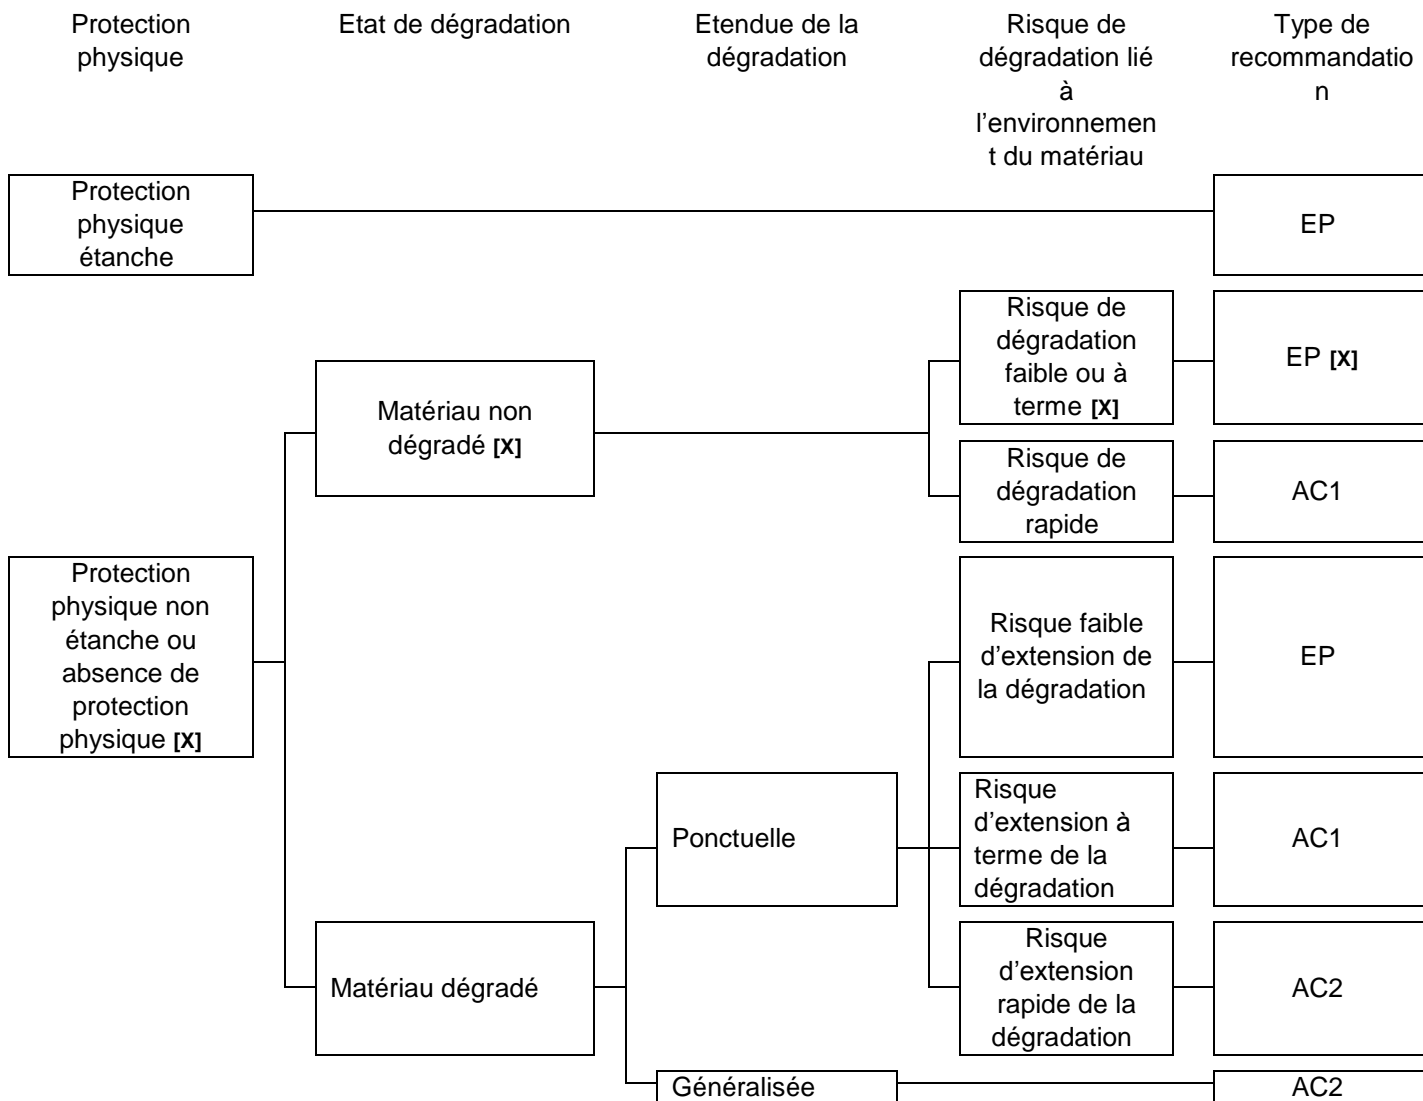 Protection
physique
Etat de dégradation
Etendue de la
dégradation
Risque de
dégradation lié
à
l’environnemen
t du matériau
Type de
recommandatio
n
Protection
physique
étanche
EP
Risque de
dégradation
faible ou à
terme [X]
EP [X]
Matériau non
dégradé [X]
Risque de
dégradation
rapide
AC1
Protection
physique non
étanche ou
absence de
protection
physique [X]
Risque faible
d’extension de
la dégradation
EP
Ponctuelle
Risque
d’extension à
terme de la
dégradation
AC1
Matériau dégradé
Risque
d’extension
rapide de la
dégradation
AC2
Généralisée
AC2